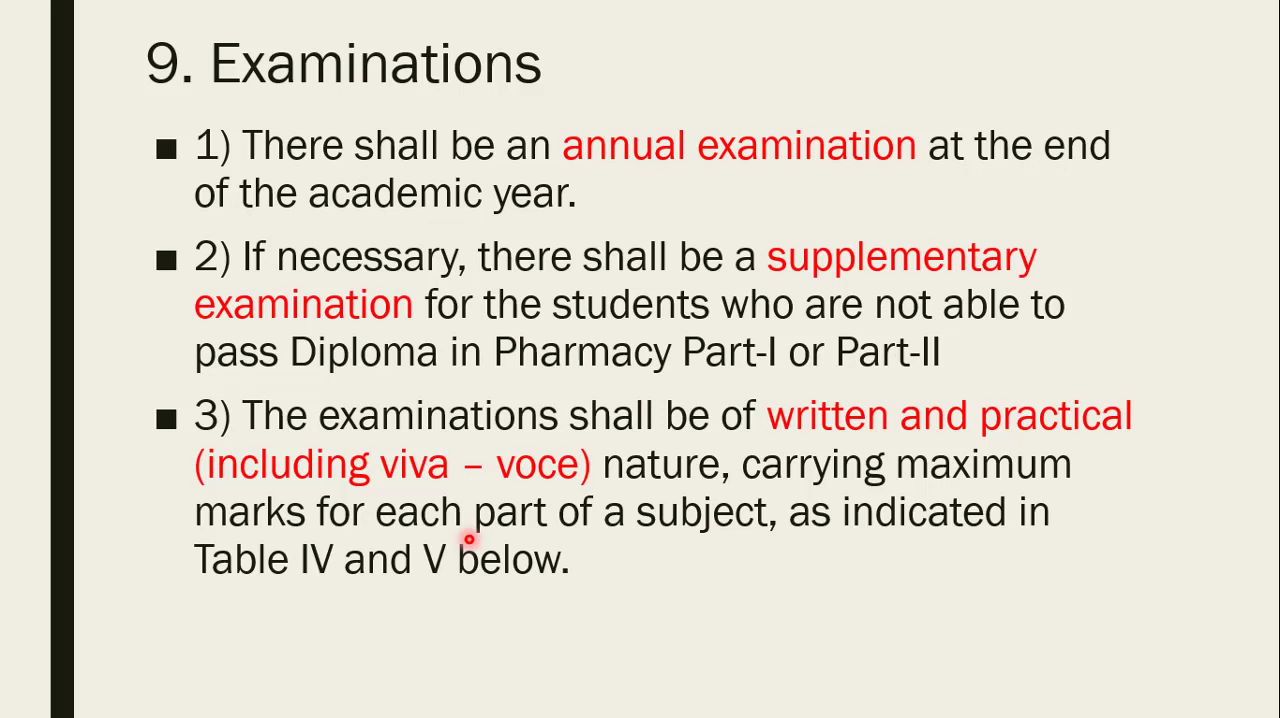 9. Examinations
■ 1) There shall be an annual examination at the end
of the academic year.
■ 2) If necessary, there shall be a supplementary
examination for the students who are not able to
pass Diploma in Pharmacy Part-I or Part-II
■ 3) The examinations shall be of written and practical
(including viva – voce) nature, carrying maximum
marks for each part of a subject, as indicated in
Table IV and V below.